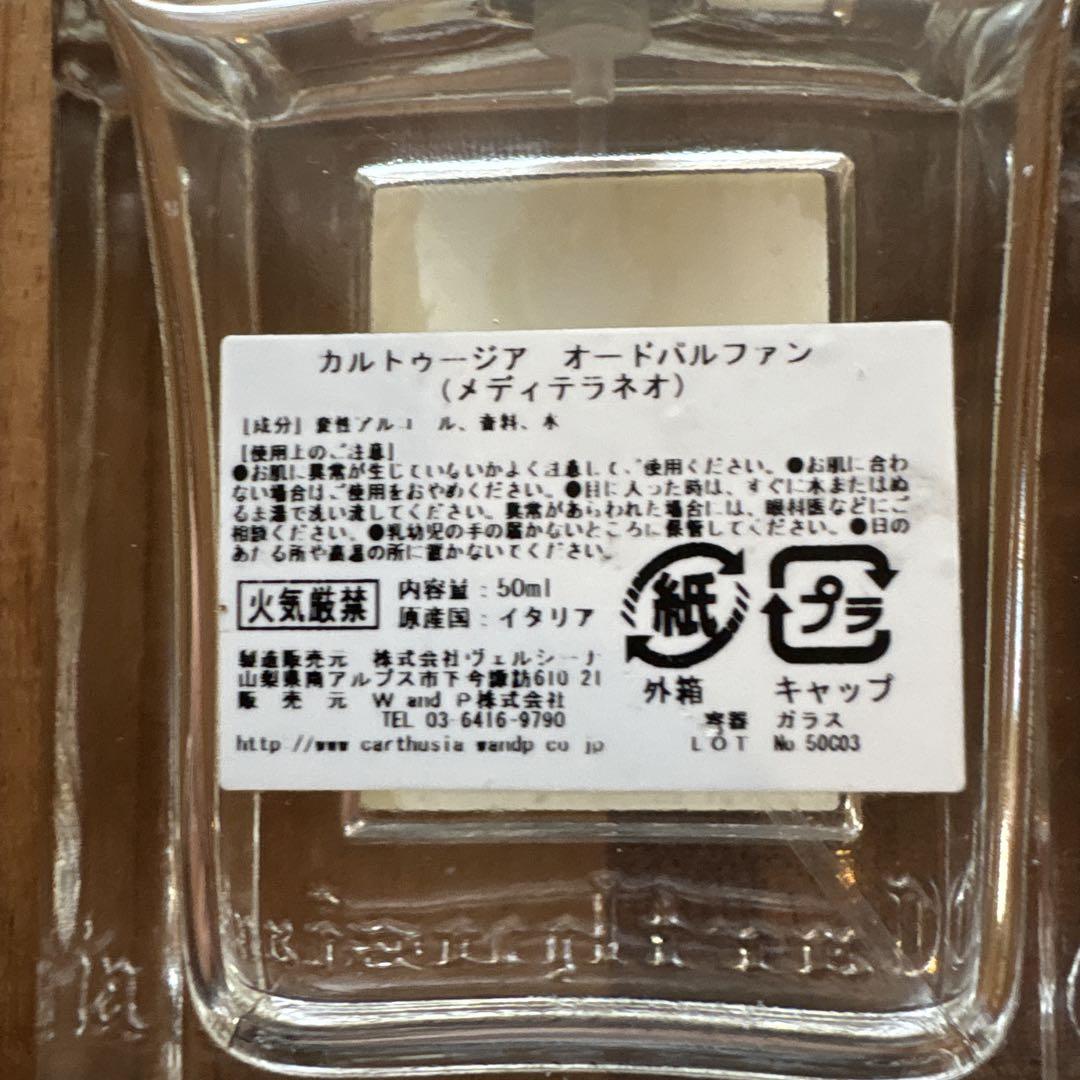 カルトゥージア　オードパルファン
(メディテラネオ)
[成分] 変性アルコール、香料、水
[使用上のご注意]
●お肌に異常が生じていないかよく注意して、ご使用ください。●お肌に合わ
ない場合は、ご使用をおやめください。●目に入った時は、すぐに水またはぬ
るま湯で洗い流してください。異常があらわれた場合には、眼科医などにご
相談ください。●乳幼児の手の届かないところに保管してください。●日の
あたる所や高温の所に置かないでください。
火気厳禁
内容量：50ml
原産国：イタリア
紙
プラ
外箱
キャップ
製造販売元　株式会社ヴェルシーナ
山梨県南アルプス市下今諏訪610 21
販　売　元　W and P株式会社
TEL 03-6416-9790
http://www carthusia wandp co jp
容器　ガラス
LOT　No 50C03
Carthusia